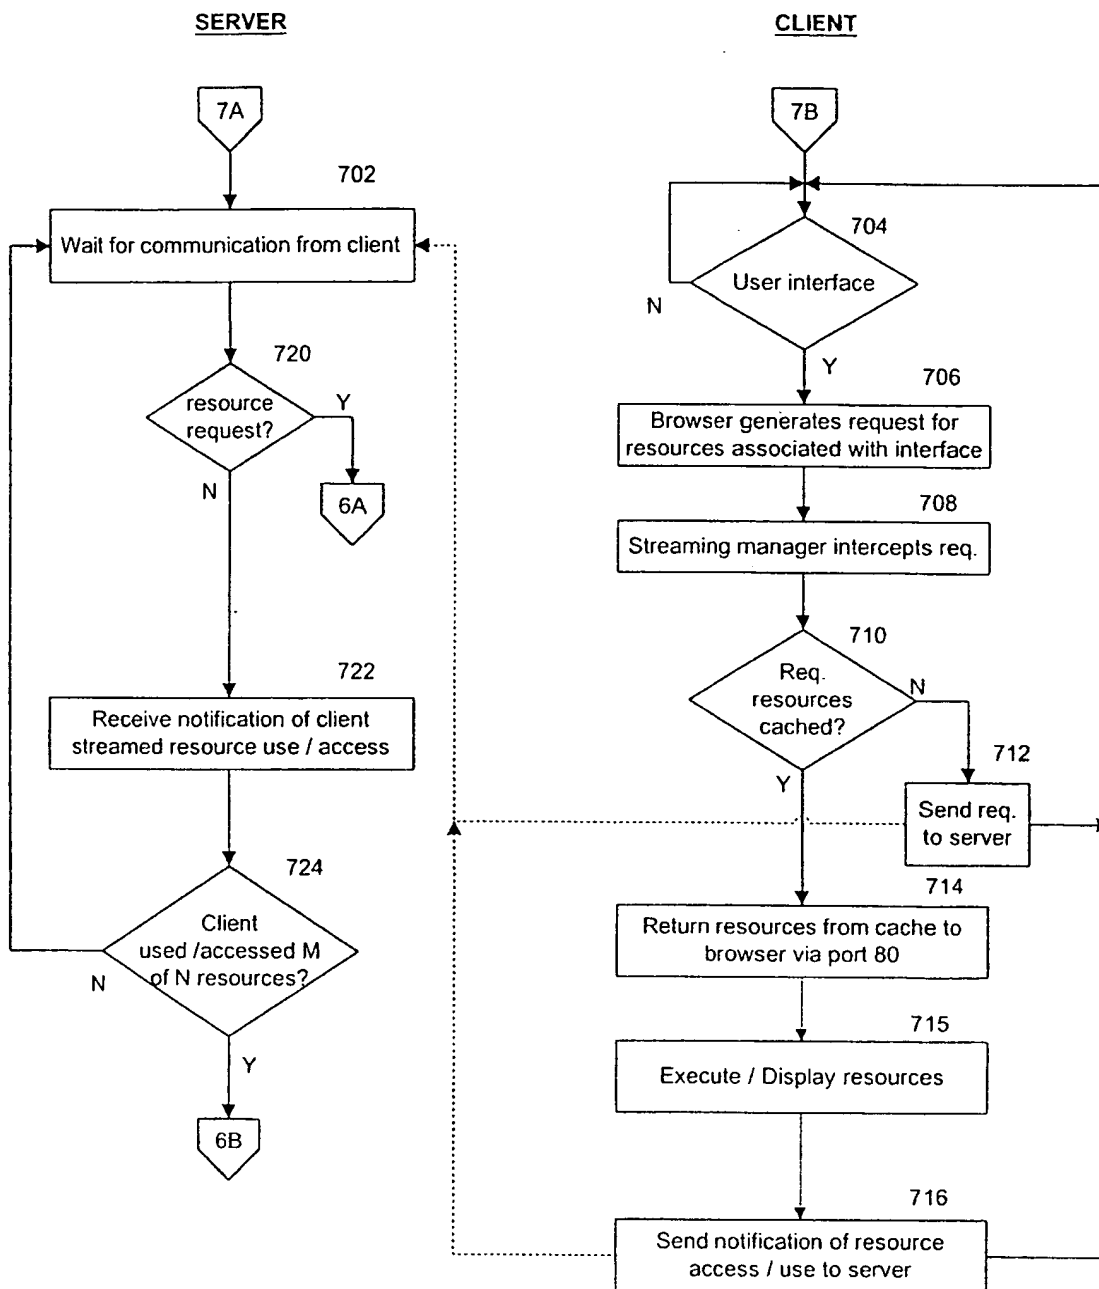 SERVER
CLIENT
7A
7B
702
Wait for communication from client
704
User interface
N
Y
720
resource
request?
Y
N
6A
706
Browser generates request for
resources associated with interface
708
Streaming manager intercepts req.
710
Req.
resources
cached?
N
Y
712
Send req.
to server
722
Receive notification of client
streamed resource use / access
724
Client
used /accessed M
of N resources?
N
Y
6B
714
Return resources from cache to
browser via port 80
715
Execute / Display resources
716
Send notification of resource
access / use to server